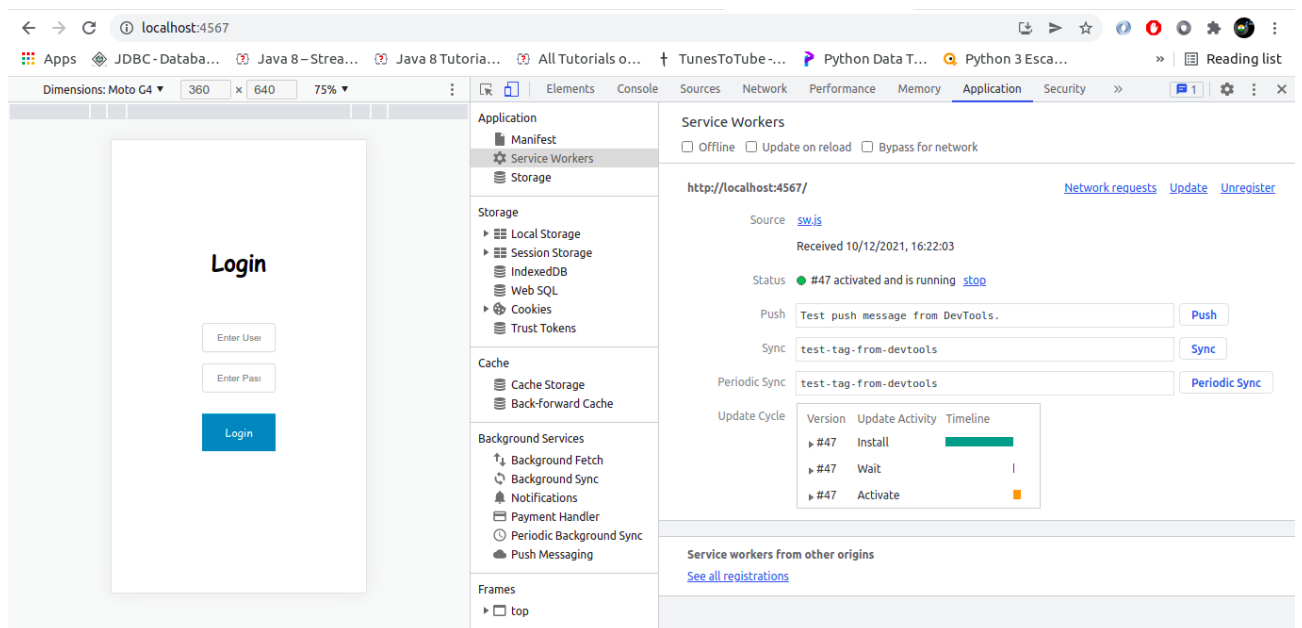 localhost:4567
Apps JDBC - Databa... Java 8 – Strea... Java 8 Tutoria... All Tutorials o... TunesToTube -... Python Data T... Python 3 Esca... » Reading list
Dimensions: Moto G4 ▼ 360 × 640 75% ▼
Elements Console Sources Network Performance Memory Application Security » 1
Login
Enter User
Enter Pass
Login
Application
Manifest
Service Workers
Storage
Storage
Local Storage
Session Storage
IndexedDB
Web SQL
Cookies
Trust Tokens
Cache
Cache Storage
Back-forward Cache
Background Services
Background Fetch
Background Sync
Notifications
Payment Handler
Periodic Background Sync
Push Messaging
Frames
top
Service Workers
Offline Update on reload Bypass for network
http://localhost:4567/ Network requests Update Unregister
Source sw.js
Received 10/12/2021, 16:22:03
Status #47 activated and is running stop
Push Test push message from DevTools. Push
Sync test-tag-from-devtools Sync
Periodic Sync test-tag-from-devtools Periodic Sync
Update Cycle Version Update Activity Timeline
#47 Install
#47 Wait
#47 Activate
Service workers from other origins
See all registrations